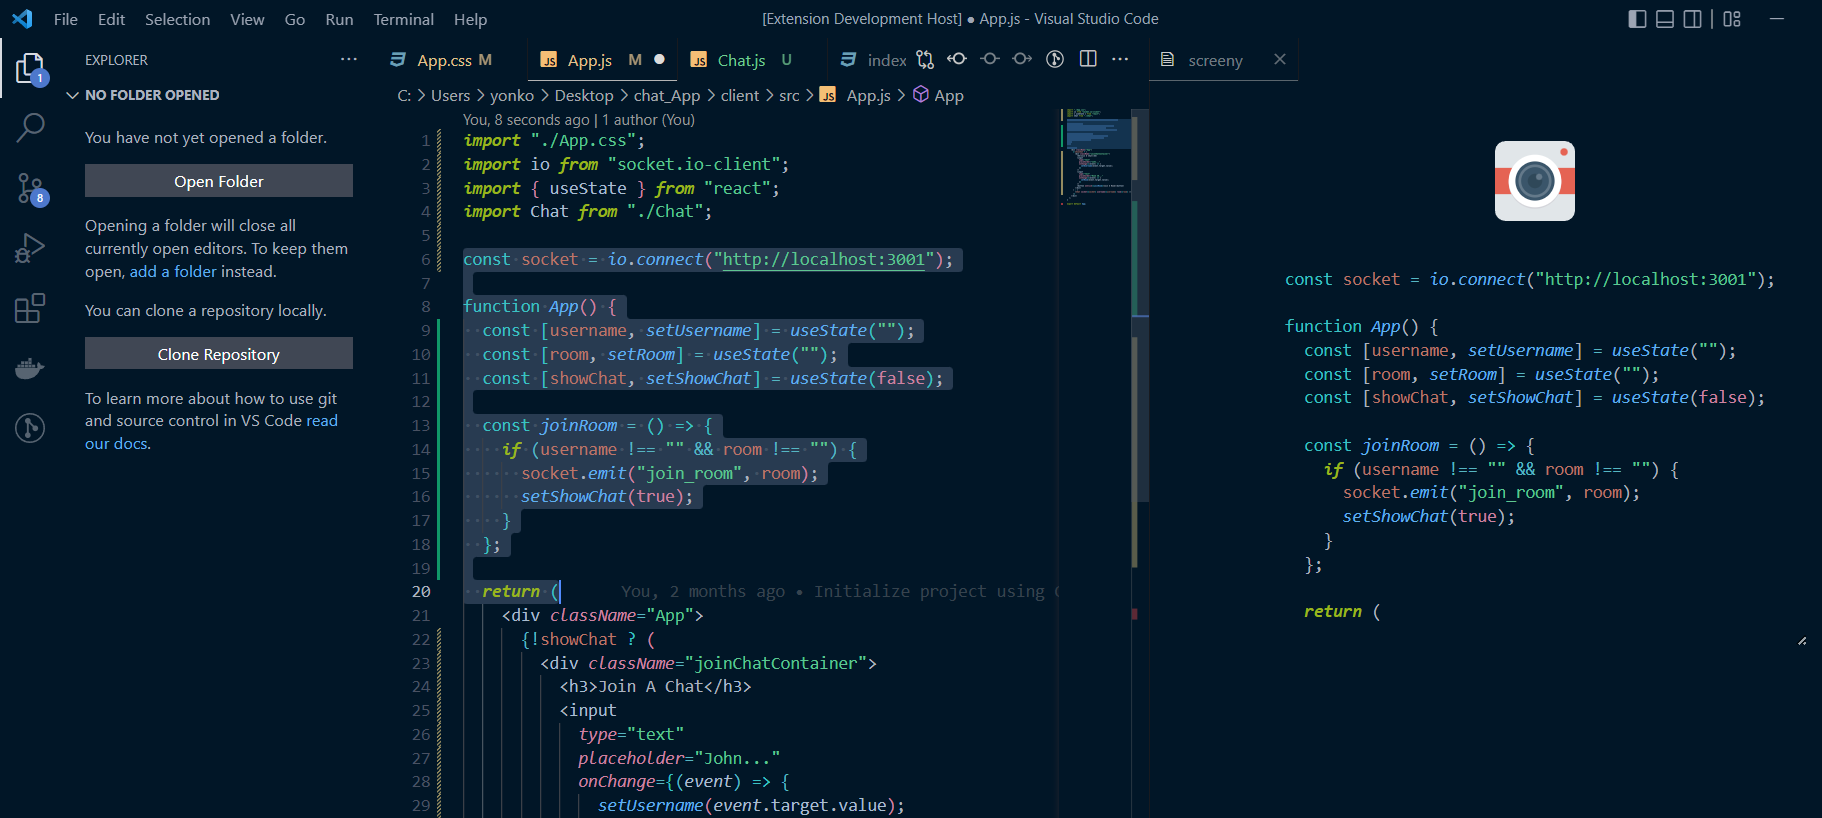 File Edit Selection View Go Run Terminal Help
[Extension Development Host] ● App.js - Visual Studio Code
EXPLORER
NO FOLDER OPENED
You have not yet opened a folder.
Open Folder
Opening a folder will close all
currently open editors. To keep them
open, add a folder instead.
You can clone a repository locally.
Clone Repository
To learn more about how to use git
and source control in VS Code read
our docs.
1
8
App.css M
JS App.js M
JS Chat.js U
index
C: > Users > yonko > Desktop > chat_App > client > src > JS App.js > App
You, 8 seconds ago | 1 author (You)
1 import "./App.css";
2 import io from "socket.io-client";
3 import { useState } from "react";
4 import Chat from "./Chat";
5
6 const socket = io.connect("http://localhost:3001");
7
8 function App() {
9 const [username, setUsername] = useState("");
10 const [room, setRoom] = useState("");
11 const [showChat, setShowChat] = useState(false);
12
13 const joinRoom = () => {
14 if (username !== "" && room !== "") {
15 socket.emit("join_room", room);
16 setShowChat(true);
17 }
18 };
19
20 return ( You, 2 months ago • Initialize project using
21 <div className="App">
22 {!showChat ? (
23 <div className="joinChatContainer">
24 <h3>Join A Chat</h3>
25 <input
26 type="text"
27 placeholder="John..."
28 onChange={(event) => {
29 setUsername(event.target.value);
screeny
const socket = io.connect("http://localhost:3001");
function App() {
const [username, setUsername] = useState("");
const [room, setRoom] = useState("");
const [showChat, setShowChat] = useState(false);
const joinRoom = () => {
if (username !== "" && room !== "") {
socket.emit("join_room", room);
setShowChat(true);
}
};
return (